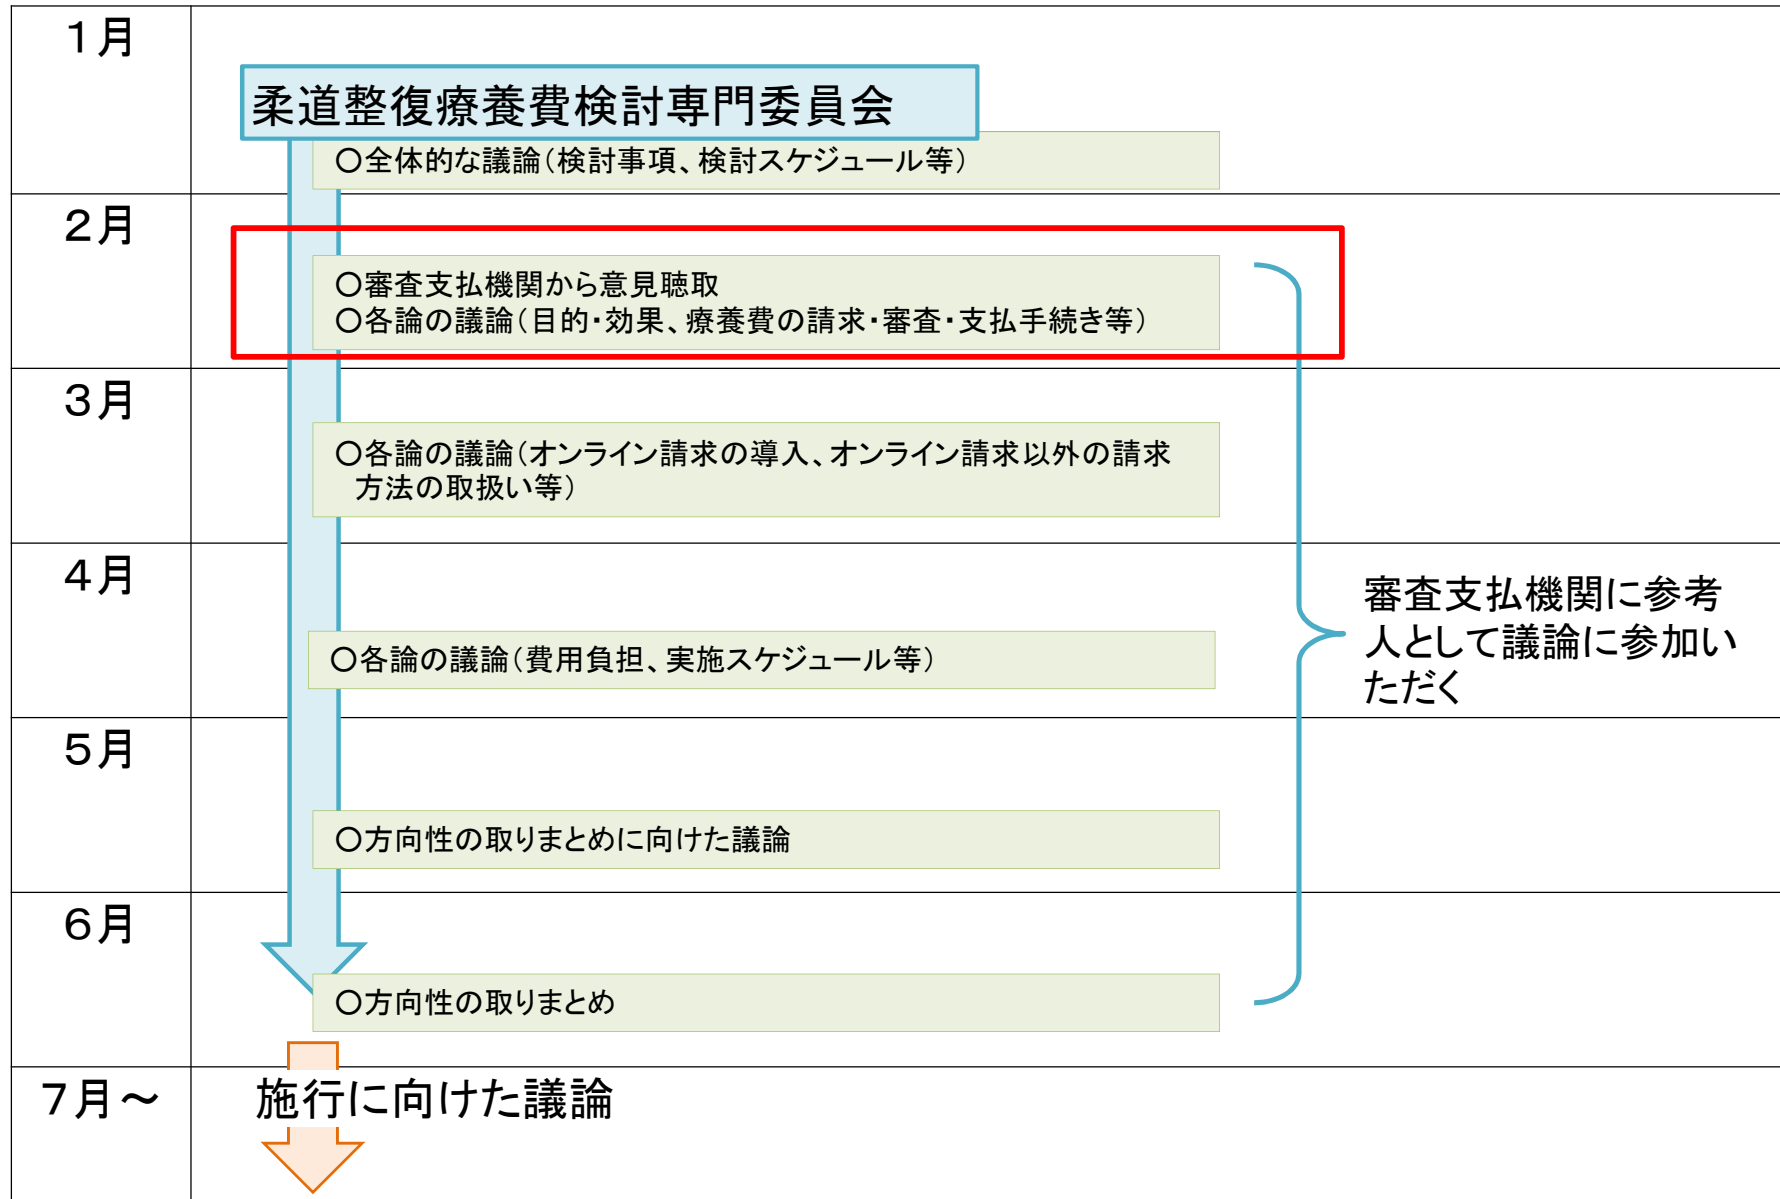 1月
柔道整復療養費検討専門委員会
○全体的な議論（検討事項、検討スケジュール等）
2月
○審査支払機関から意見聴取
○各論の議論（目的・効果、療養費の請求・審査・支払手続き等）
3月
○各論の議論（オンライン請求の導入、オンライン請求以外の請求
方法の取扱い等）
4月
○各論の議論（費用負担、実施スケジュール等）
審査支払機関に参考
人として議論に参加い
ただく
5月
○方向性の取りまとめに向けた議論
6月
○方向性の取りまとめ
7月～
施行に向けた議論